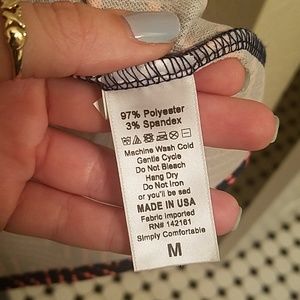 97% Polyester
3% Spandex
Machine Wash Cold
Gentle Cycle
Do Not Bleach
Hang Dry
Do Not Iron
or you'll be sad
MADE IN USA
Fabric Imported
RN# 142161
Simply Comfortable
M